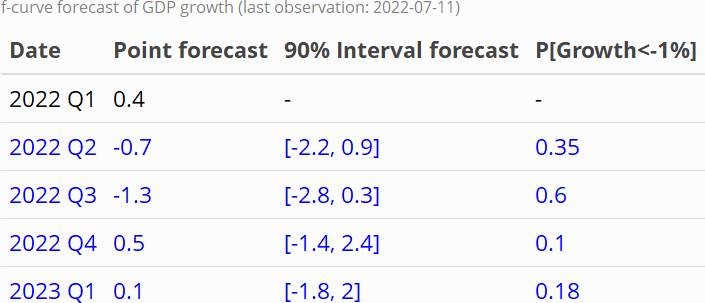 f-curve forecast of GDP growth (last observation: 2022-07-11)
Date Point forecast 90% Interval forecast P[Growth<-1%]
2022 Q1 0.4 - -
2022 Q2 -0.7 [-2.2, 0.9] 0.35
2022 Q3 -1.3 [-2.8, 0.3] 0.6
2022 Q4 0.5 [-1.4, 2.4] 0.1
2023 Q1 0.1 [-1.8, 2] 0.18